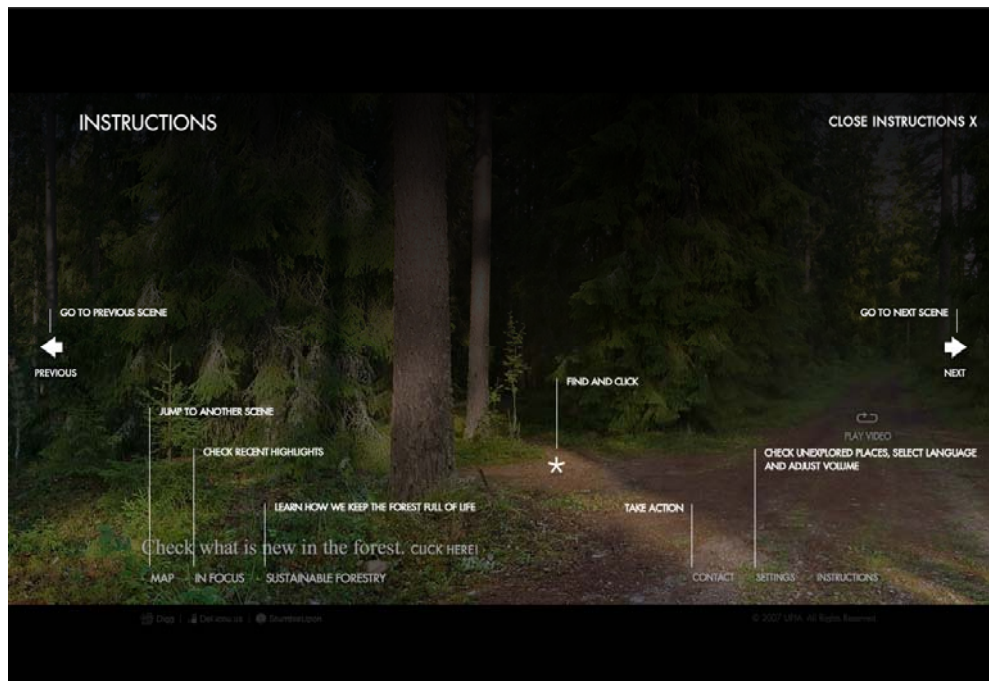 INSTRUCTIONS
CLOSE INSTRUCTIONS X
GO TO PREVIOUS SCENE
GO TO NEXT SCENE
PREVIOUS
NEXT
FIND AND CLICK
JUMP TO ANOTHER SCENE
PLAY VIDEO
CHECK RECENT HIGHLIGHTS
CHECK UNEXPLORED PLACES, SELECT LANGUAGE
AND ADJUST VOLUME
LEARN HOW WE KEEP THE FOREST FULL OF LIFE
TAKE ACTION
Check what is new in the forest. CLICK HERE!
MAP IN FOCUS SUSTAINABLE FORESTRY
CONTACT SETTINGS INSTRUCTIONS
Digg | Del.icio.us | StumbleUpon
© 2007 UPM. All Rights Reserved